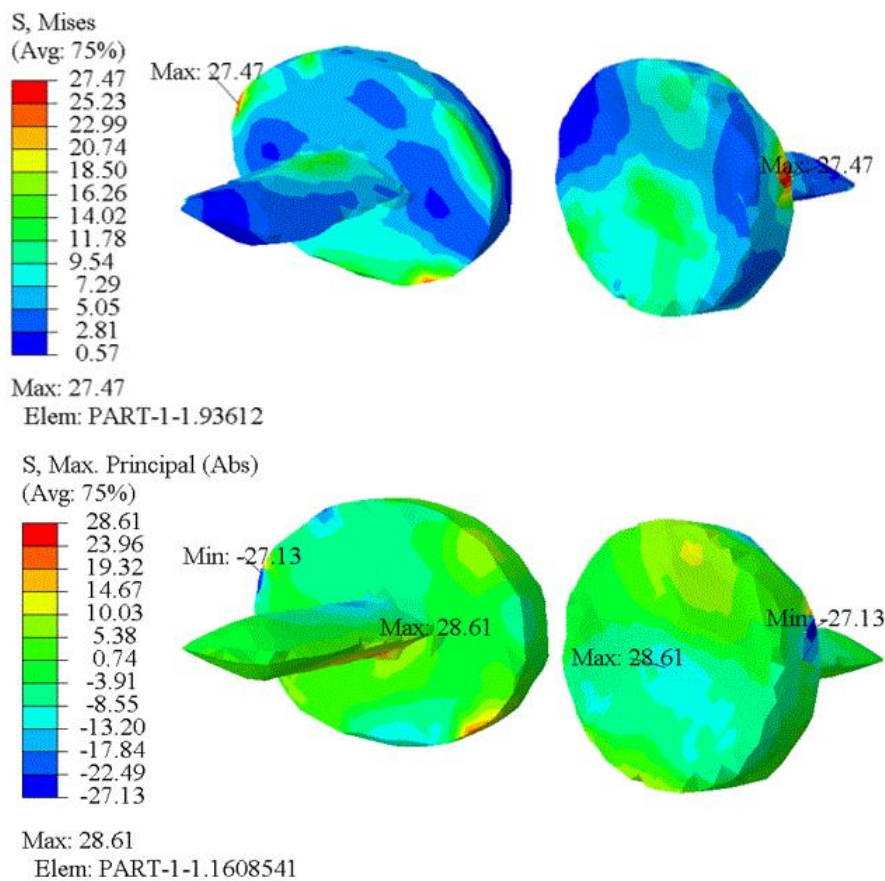 S, Mises
(Avg: 75%)
27.47
25.23
22.99
20.74
18.50
16.26
14.02
11.78
9.54
7.29
5.05
2.81
0.57
Max: 27.47
Elem: PART-1-1.93612
Max: 27.47
Max: 27.47
S, Max. Principal (Abs)
(Avg: 75%)
28.61
23.96
19.32
14.67
10.03
5.38
0.74
-3.91
-8.55
-13.20
-17.84
-22.49
-27.13
Max: 28.61
Elem: PART-1-1.1608541
Min: -27.13
Max: 28.61
Min: -27.13
Max: 28.61